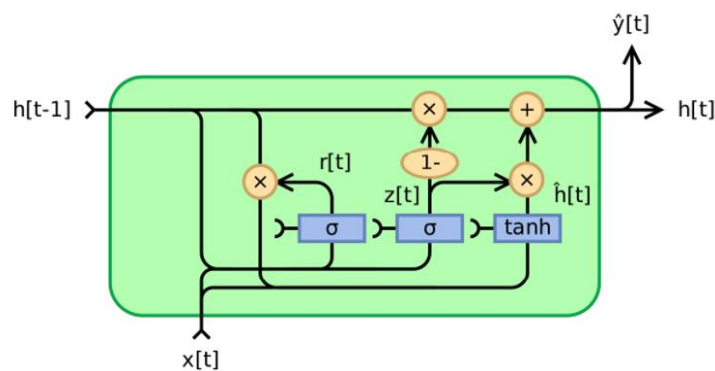 ŷ[t]
h[t-1]
×
+
h[t]
1-
r[t]
×
z[t]
×
ĥ[t]
σ
σ
tanh
x[t]